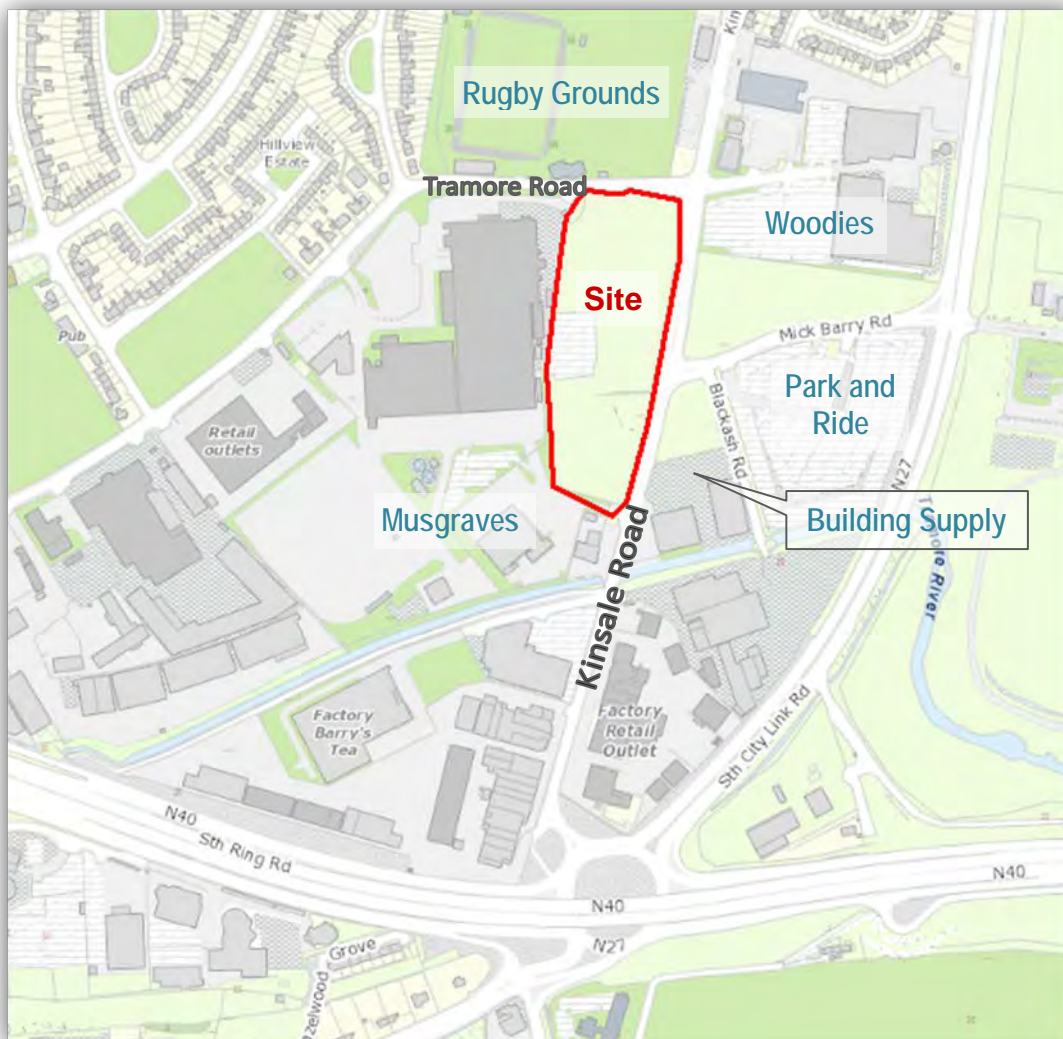 Kin
Rugby Grounds
Hillview
Estate
Tramore Road
Woodies
Site
Pub
Mick Barry Rd
Park and
Ride
Blackash Rd
Retail
outlets
N27
Musgraves
Building Supply
Kinsale Road
Factory
Barry's
Tea
Factory
Retail
Outlet
Sth City Link Rd
N40
Sth Ring Rd
N40
N40
N27
Grove
zelwood